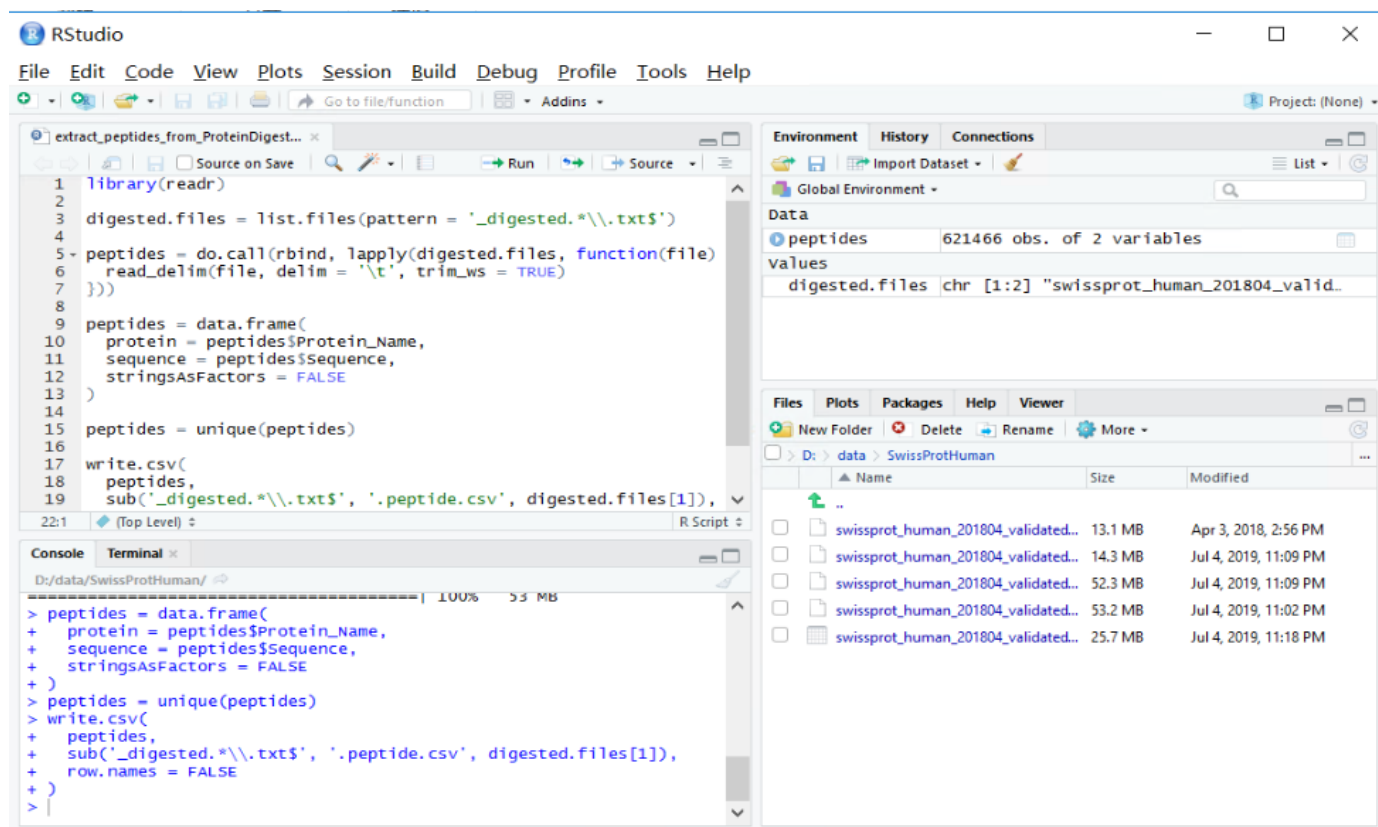 RStudio
File Edit Code View Plots Session Build Debug Profile Tools Help
Go to file/function Addins Project: (None)
extract_peptides_from_ProteinDigest...
Source on Save Run Source
1 library(readr)
2
3 digested.files = list.files(pattern = '_digested.*\\.txt$')
4
5 peptides = do.call(rbind, lapply(digested.files, function(file)
6 read_delim(file, delim = '\t', trim_ws = TRUE)
7 }))
8
9 peptides = data.frame(
10 protein = peptides$Protein_Name,
11 sequence = peptides$Sequence,
12 stringsAsFactors = FALSE
13 )
14
15 peptides = unique(peptides)
16
17 write.csv(
18 peptides,
19 sub('_digested.*\\.txt$', '.peptide.csv', digested.files[1]),
22:1 (Top Level) R Script
Console Terminal
D:/data/SwissProtHuman/
=========================================| 100% 53 MB
> peptides = data.frame(
+ protein = peptides$Protein_Name,
+ sequence = peptides$Sequence,
+ stringsAsFactors = FALSE
+ )
> peptides = unique(peptides)
> write.csv(
+ peptides,
+ sub('_digested.*\\.txt$', '.peptide.csv', digested.files[1]),
+ row.names = FALSE
+ )
>
Environment History Connections
Import Dataset List
Global Environment
Data
peptides 621466 obs. of 2 variables
Values
digested.files chr [1:2] "swissprot_human_201804_valid…
Files Plots Packages Help Viewer
New Folder Delete Rename More
D: data SwissProtHuman ...
Name Size Modified
..
swissprot_human_201804_validated... 13.1 MB Apr 3, 2018, 2:56 PM
swissprot_human_201804_validated... 14.3 MB Jul 4, 2019, 11:09 PM
swissprot_human_201804_validated... 52.3 MB Jul 4, 2019, 11:09 PM
swissprot_human_201804_validated... 53.2 MB Jul 4, 2019, 11:02 PM
swissprot_human_201804_validated... 25.7 MB Jul 4, 2019, 11:18 PM